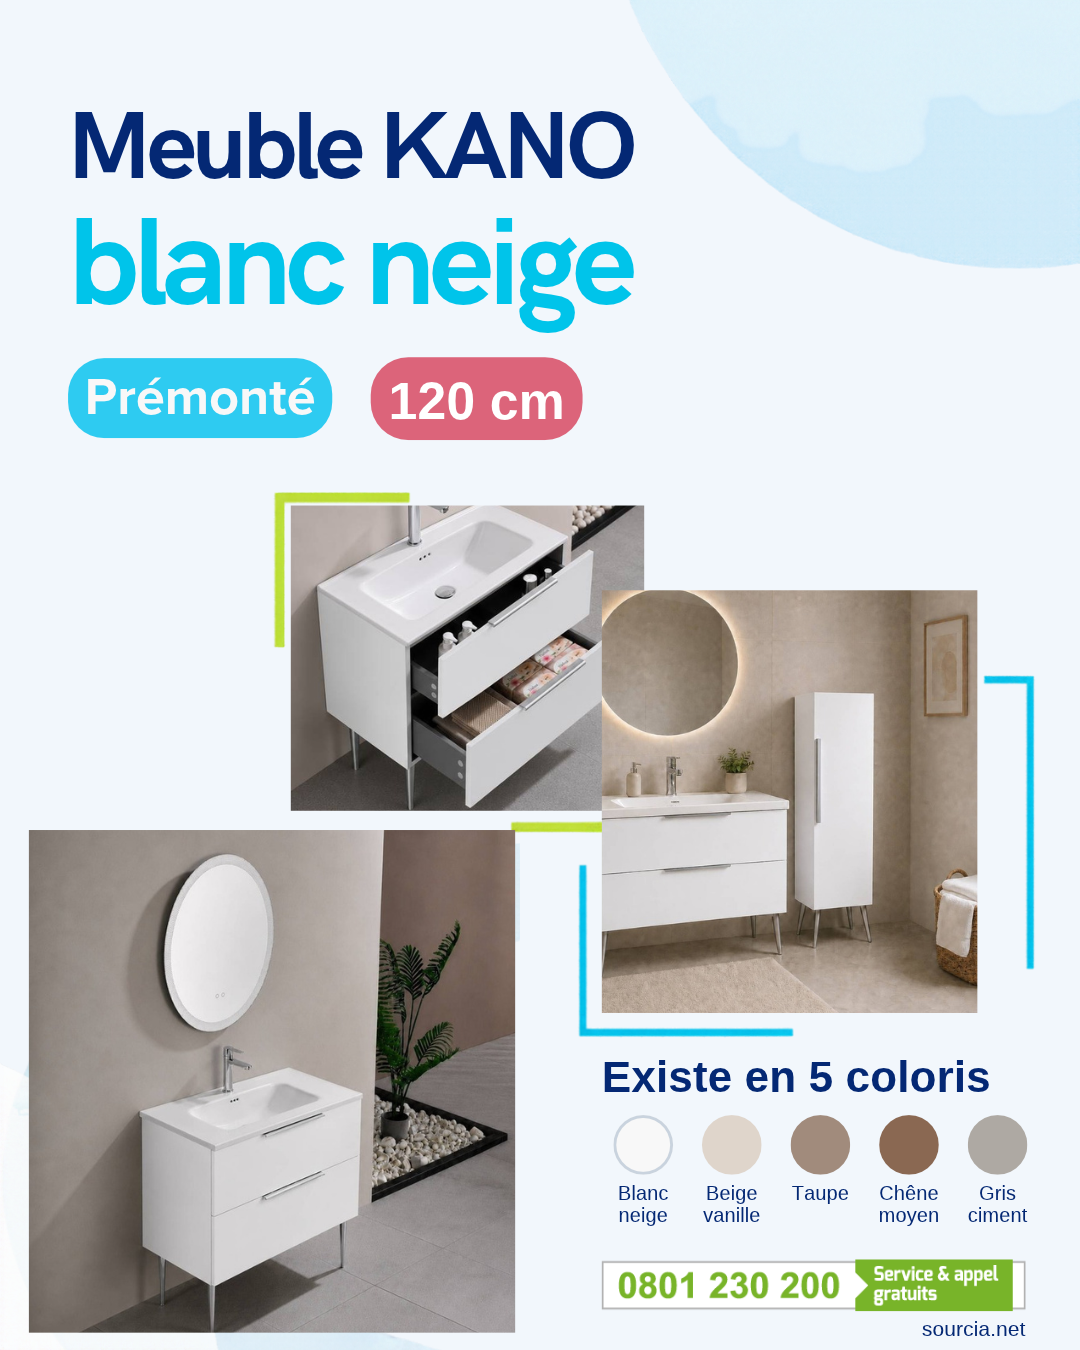 Meuble KANO
blanc neige
Prémonté
120 cm
Existe en 5 coloris
Blanc neige
Beige vanille
Taupe
Chêne moyen
Gris ciment
0801 230 200
Service & appel
gratuits
sourcia.net